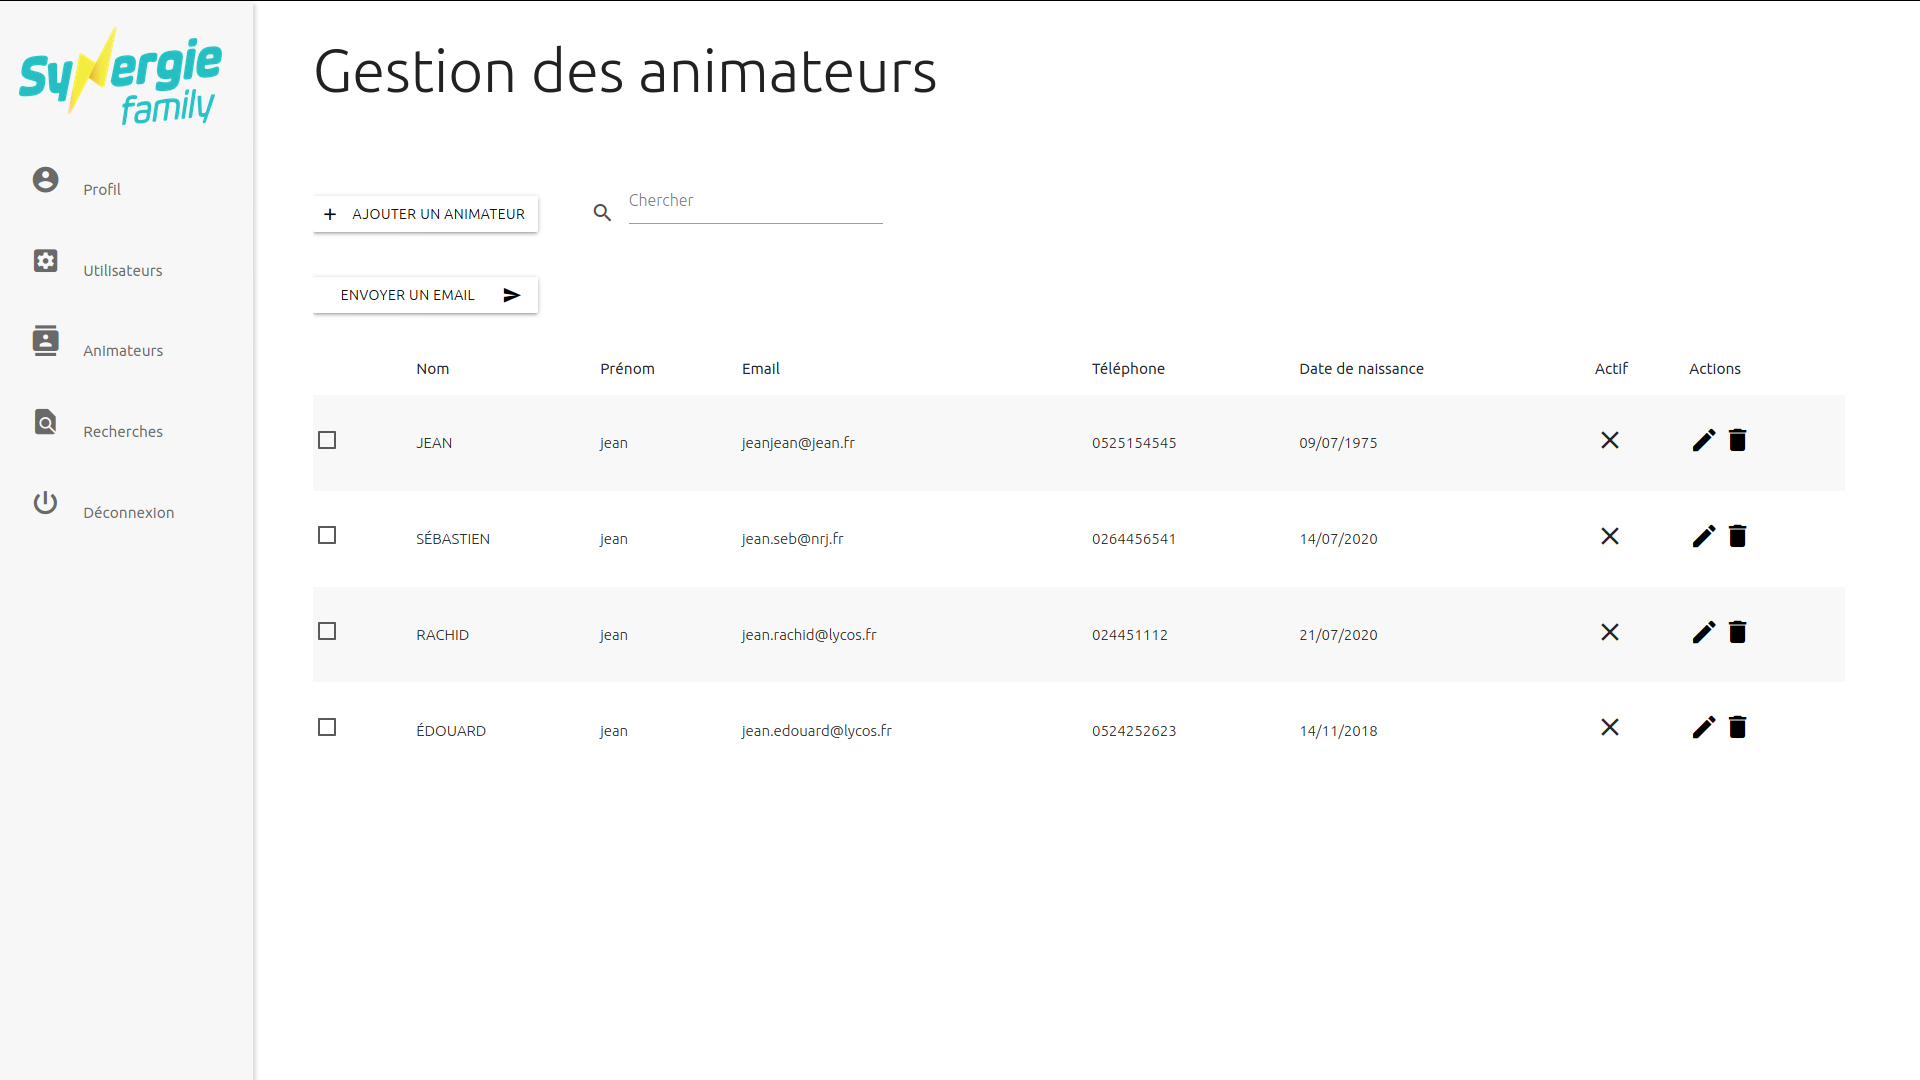 Synergie
family
Profil
Utilisateurs
Animateurs
Recherches
Déconnexion
Gestion des animateurs
AJOUTER UN ANIMATEUR
Chercher
ENVOYER UN EMAIL
Nom Prénom Email Téléphone Date de naissance Actif Actions
JEAN jean jeanjean@jean.fr 0525154545 09/07/1975
SÉBASTIEN jean jean.seb@nrj.fr 0264456541 14/07/2020
RACHID jean jean.rachid@lycos.fr 024451112 21/07/2020
ÉDOUARD jean jean.edouard@lycos.fr 0524252623 14/11/2018